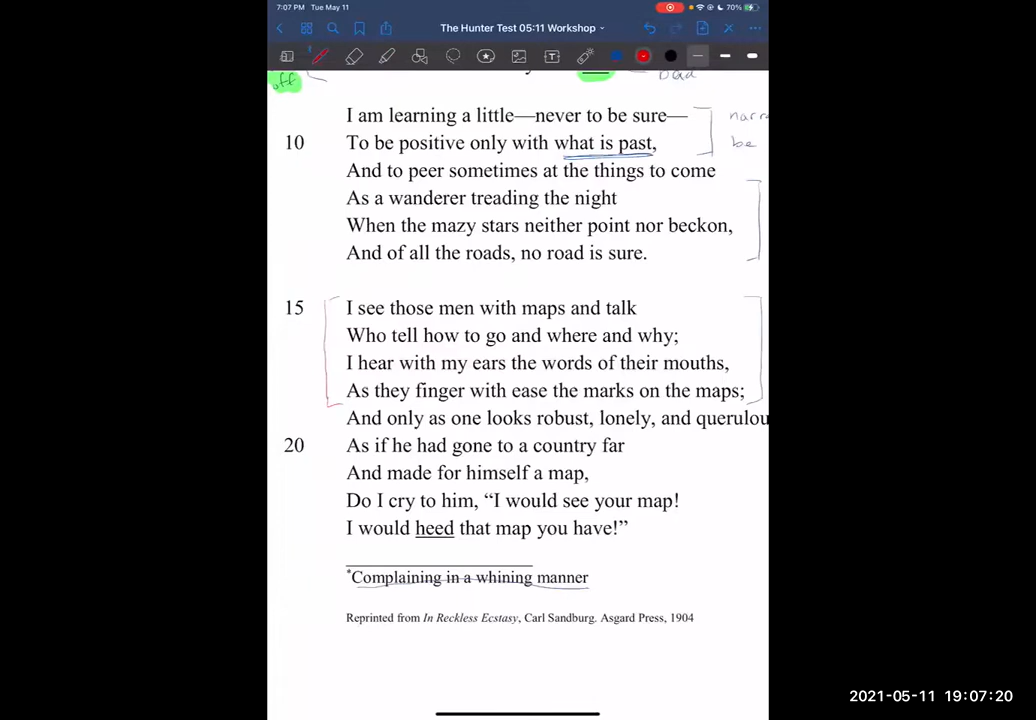 7:07 PM Tue May 11
70%
The Hunter Test 05:11 Workshop
off
bad
I am learning a little—never to be sure—
narr
10 To be positive only with what is past,
be
And to peer sometimes at the things to come
As a wanderer treading the night
When the mazy stars neither point nor beckon,
And of all the roads, no road is sure.
15 I see those men with maps and talk
Who tell how to go and where and why;
I hear with my ears the words of their mouths,
As they finger with ease the marks on the maps;
And only as one looks robust, lonely, and querulou
20 As if he had gone to a country far
And made for himself a map,
Do I cry to him, “I would see your map!
I would heed that map you have!”
*Complaining in a whining manner
Reprinted from In Reckless Ecstasy, Carl Sandburg. Asgard Press, 1904
2021-05-11 19:07:20